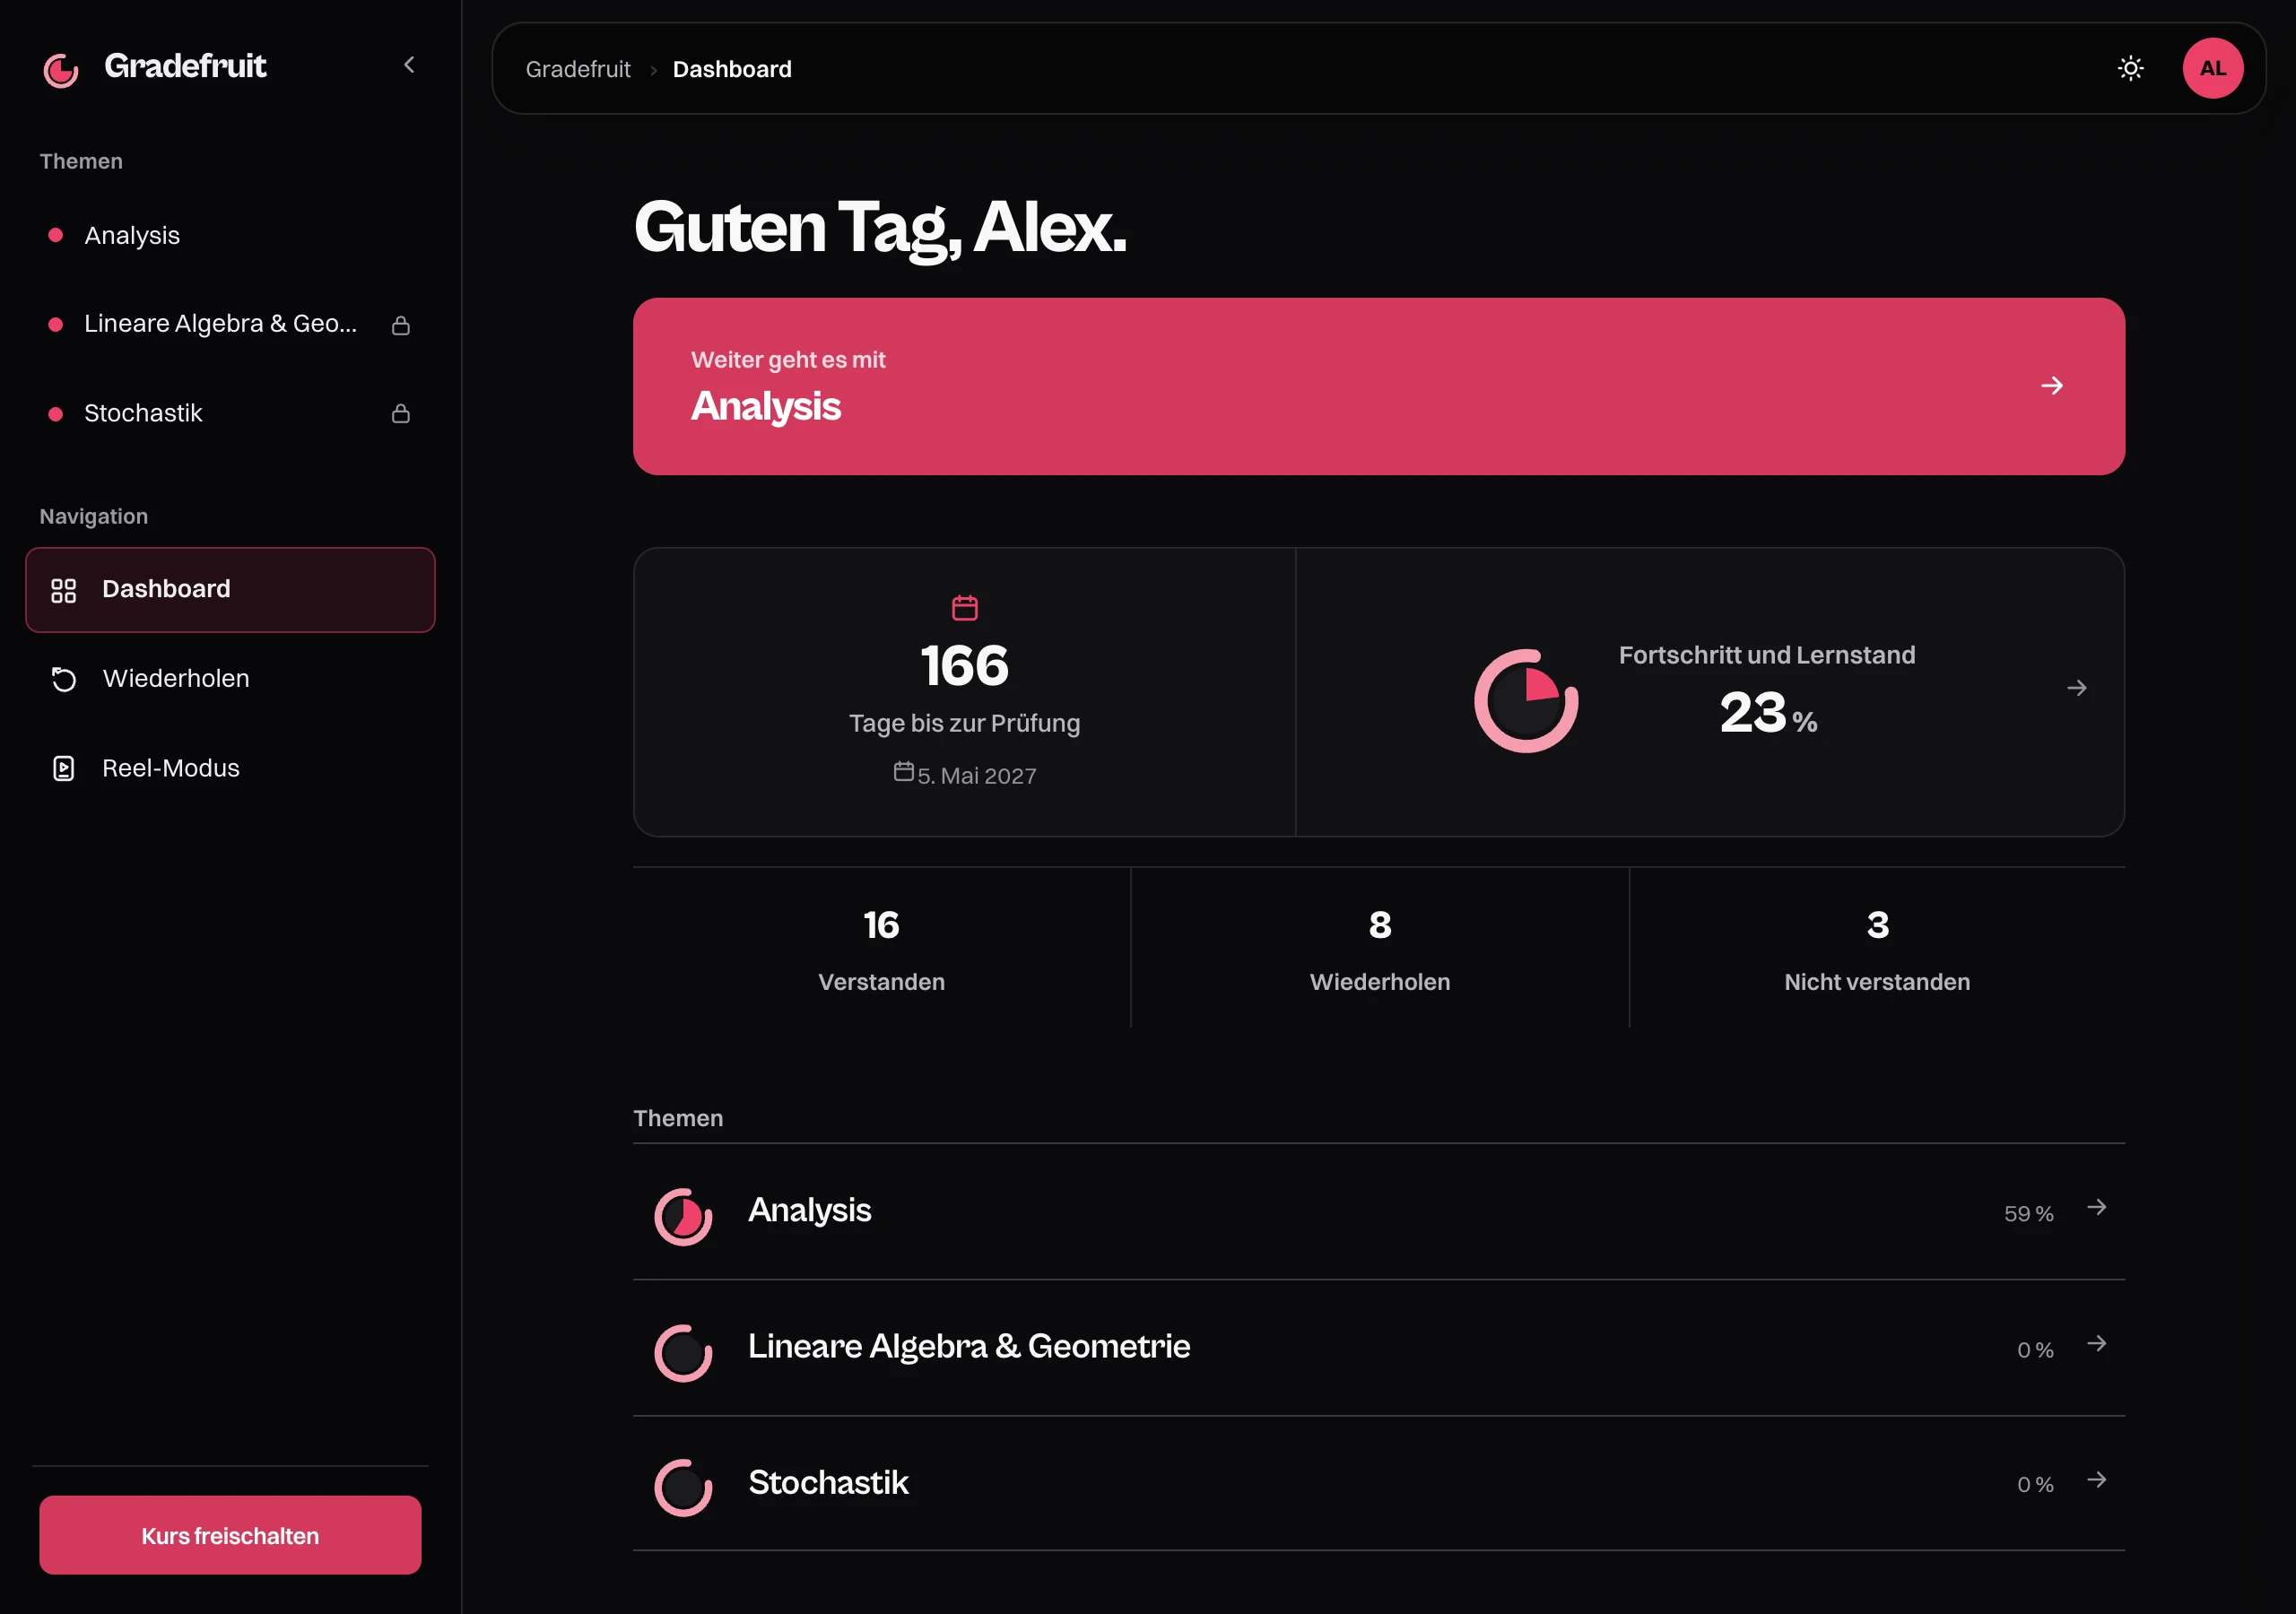 Gradefruit
Themen
Analysis
Lineare Algebra & Geo...
Stochastik
Navigation
Dashboard
Wiederholen
Reel-Modus
Kurs freischalten
Gradefruit › Dashboard
AL
Guten Tag, Alex.
Weiter geht es mit
Analysis
166
Tage bis zur Prüfung
5. Mai 2027
Fortschritt und Lernstand
23 %
16
Verstanden
8
Wiederholen
3
Nicht verstanden
Themen
Analysis
59 %
Lineare Algebra & Geometrie
0 %
Stochastik
0 %